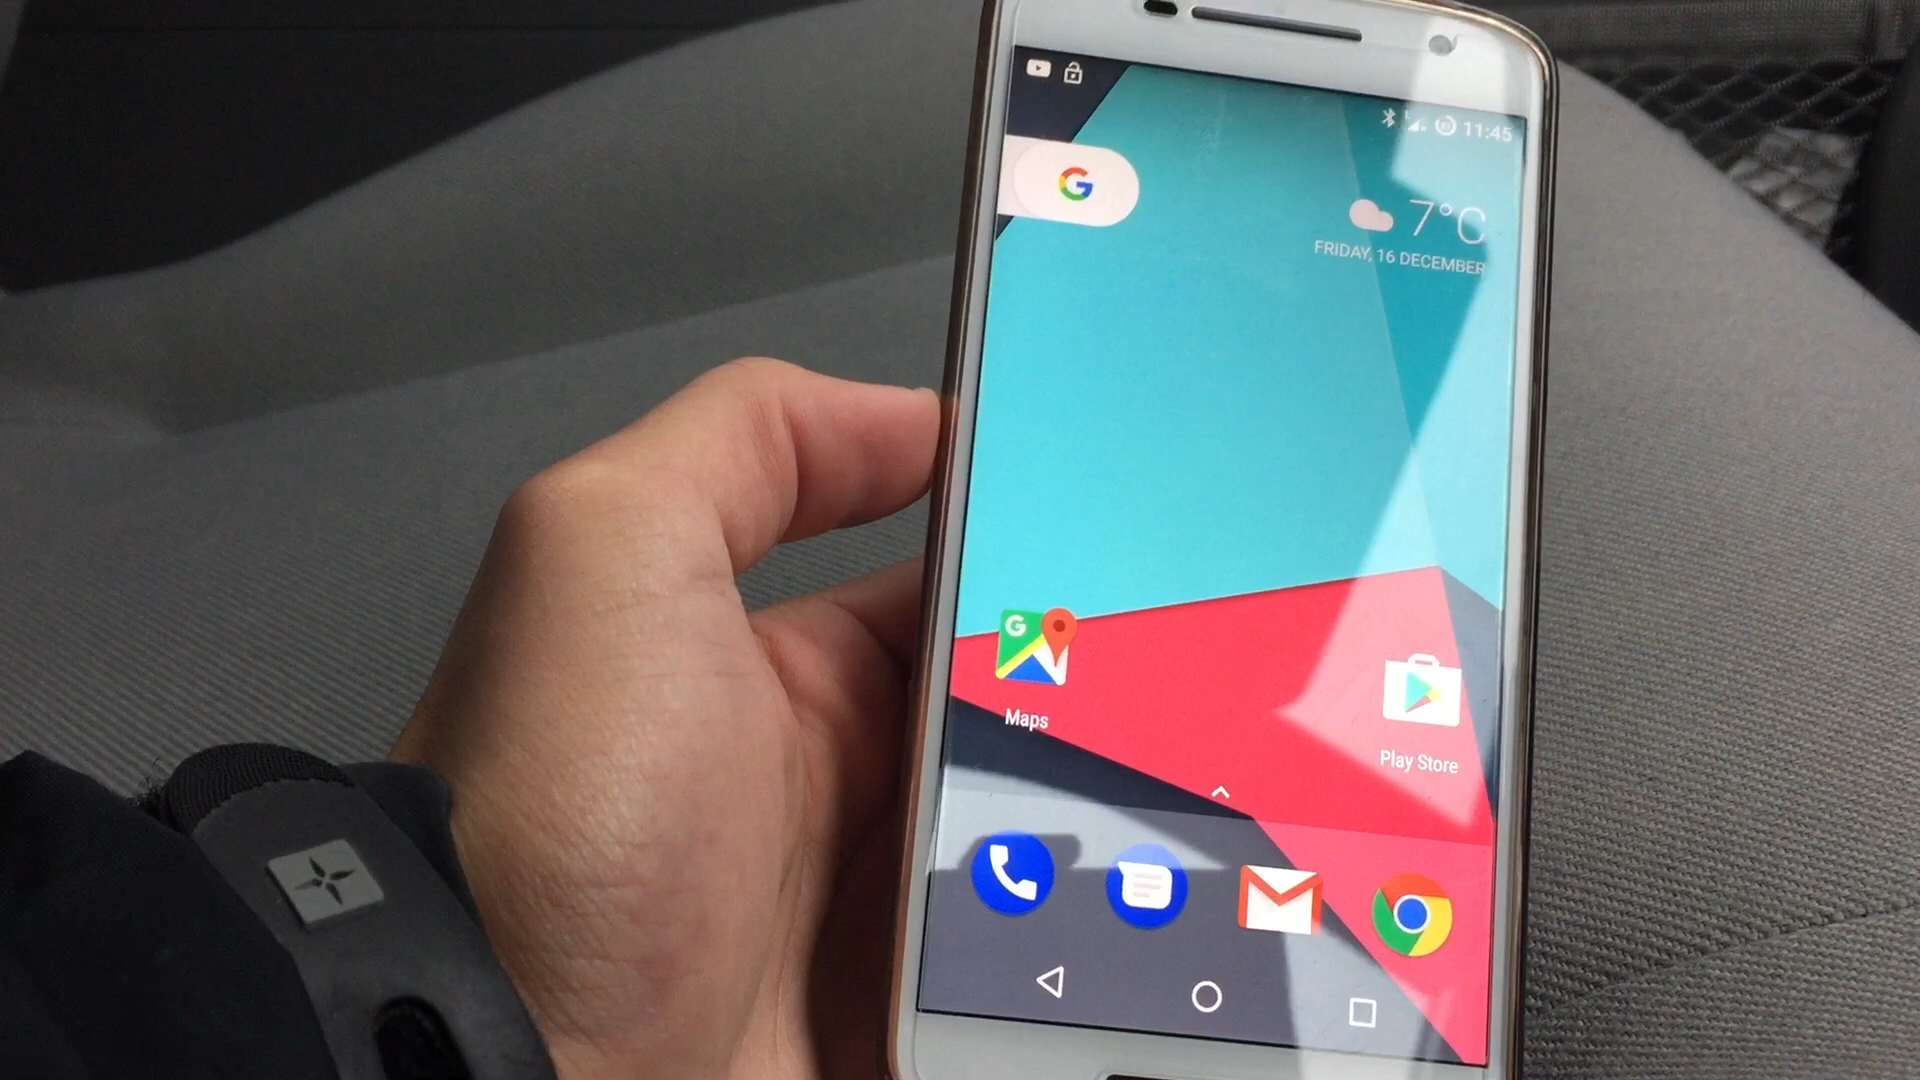 11:45
G
7°C
FRIDAY, 16 DECEMBER
G
Maps
Play Store